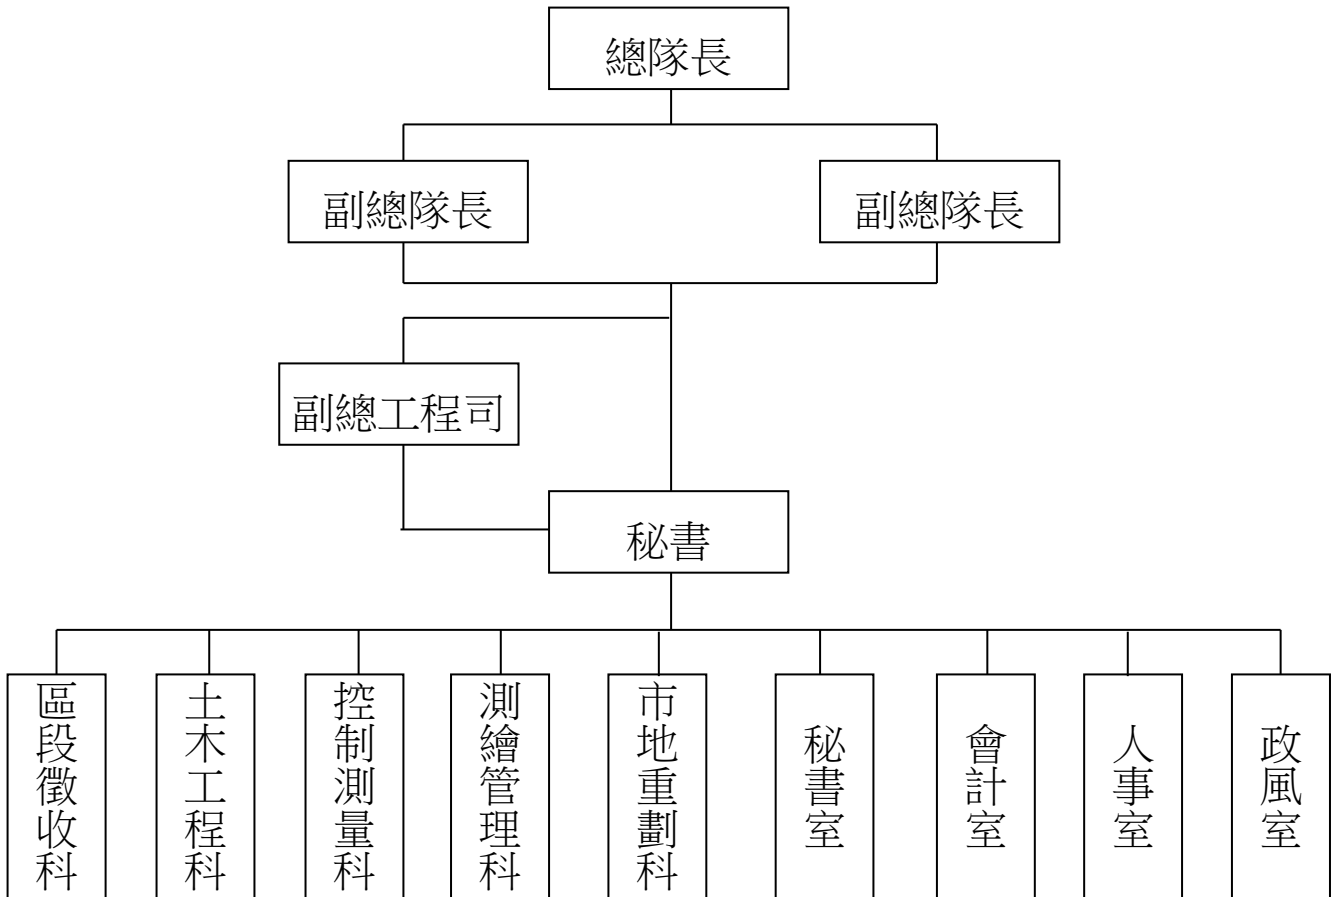 總隊長
副總隊長
副總隊長
副總工程司
秘書
區段徵收科
土木工程科
控制測量科
測繪管理科
市地重劃科
秘書室
會計室
人事室
政風室